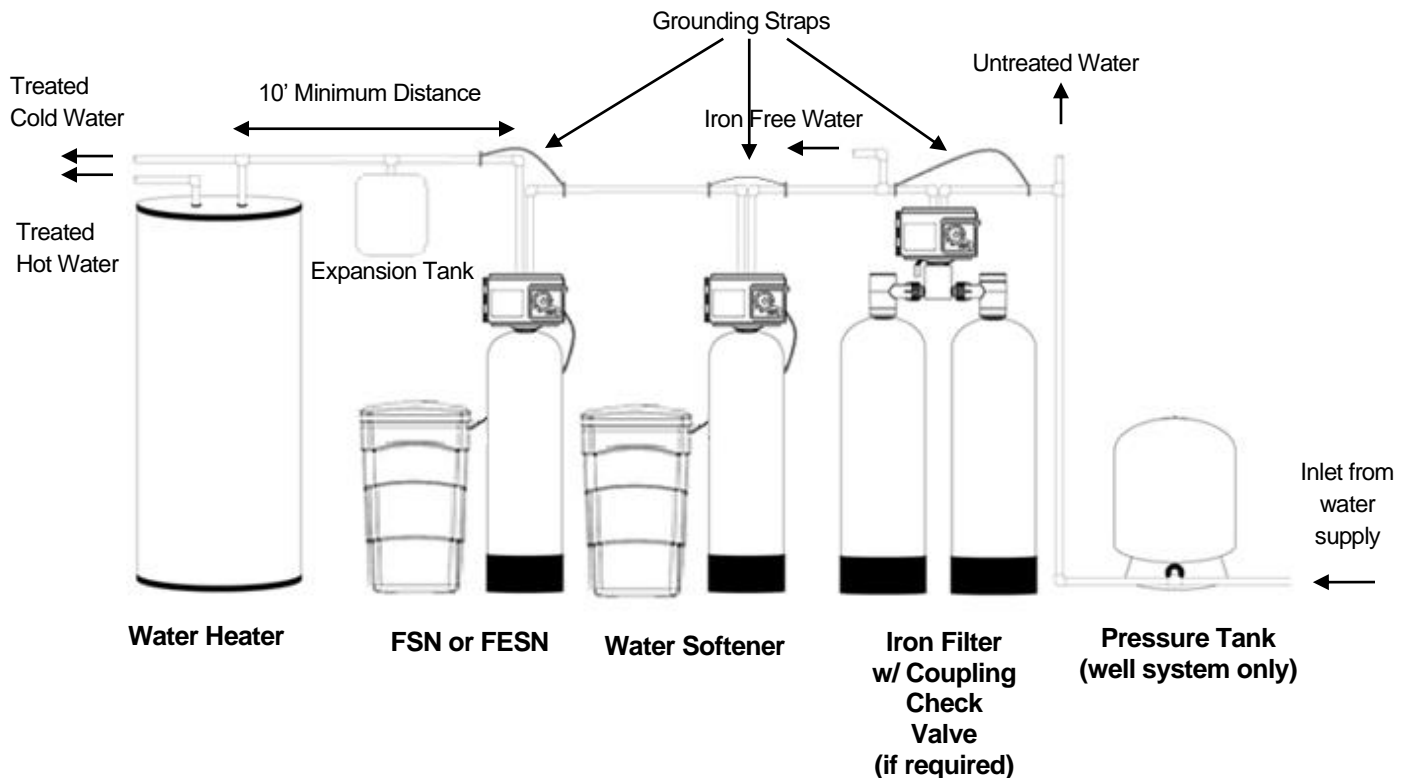 Grounding Straps
Untreated Water
Treated
Cold Water
10’ Minimum Distance
Iron Free Water
Treated
Hot Water
Expansion Tank
Inlet from
water
supply
Water Heater
FSN or FESN
Water Softener
Iron Filter
w/ Coupling
Check
Valve
(if required)
Pressure Tank
(well system only)